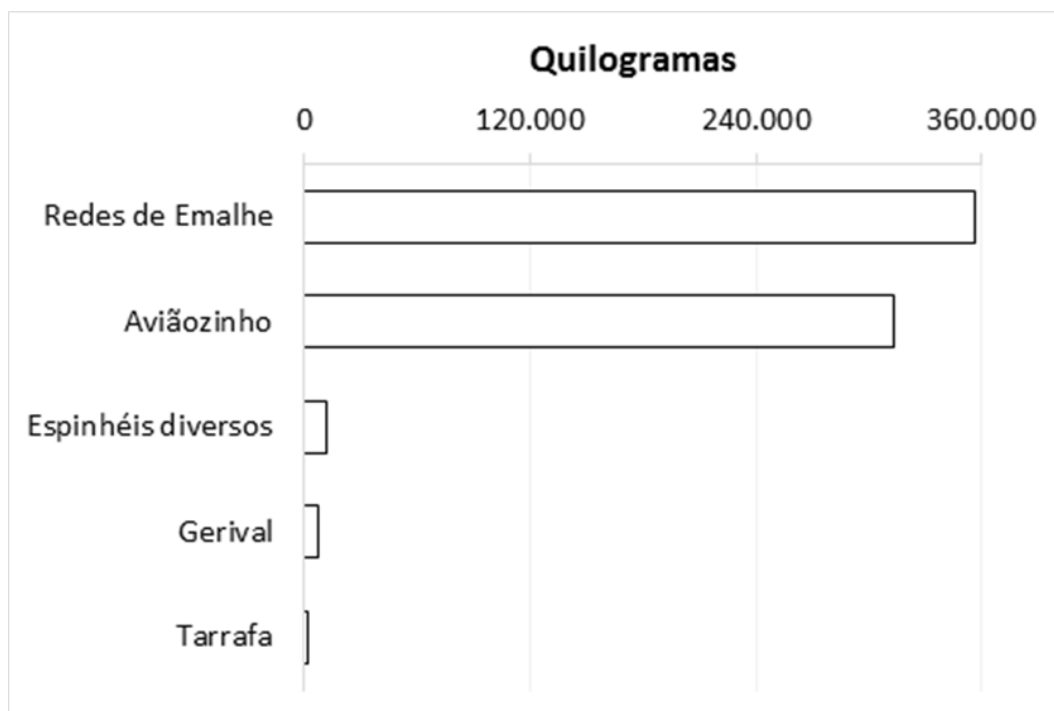 Quilogramas
0 120.000 240.000 360.000
Redes de Emalhe
Aviãozinho
Espinhéis diversos
Gerival
Tarrafa